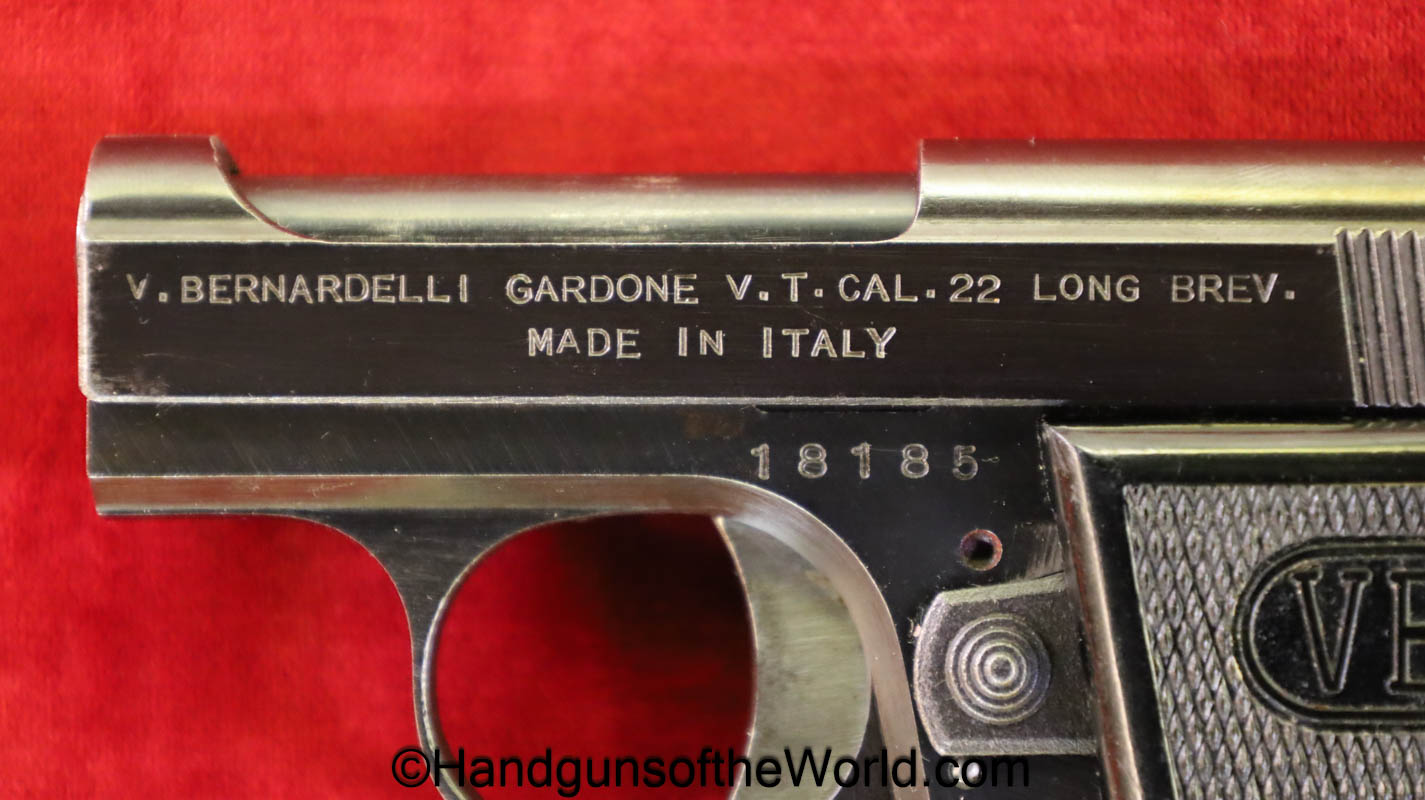 V. BERNARDELLI GARDONE V.T. CAL. 22 LONG BREV.
MADE IN ITALY
18185
©HandgunsoftheWorld.com